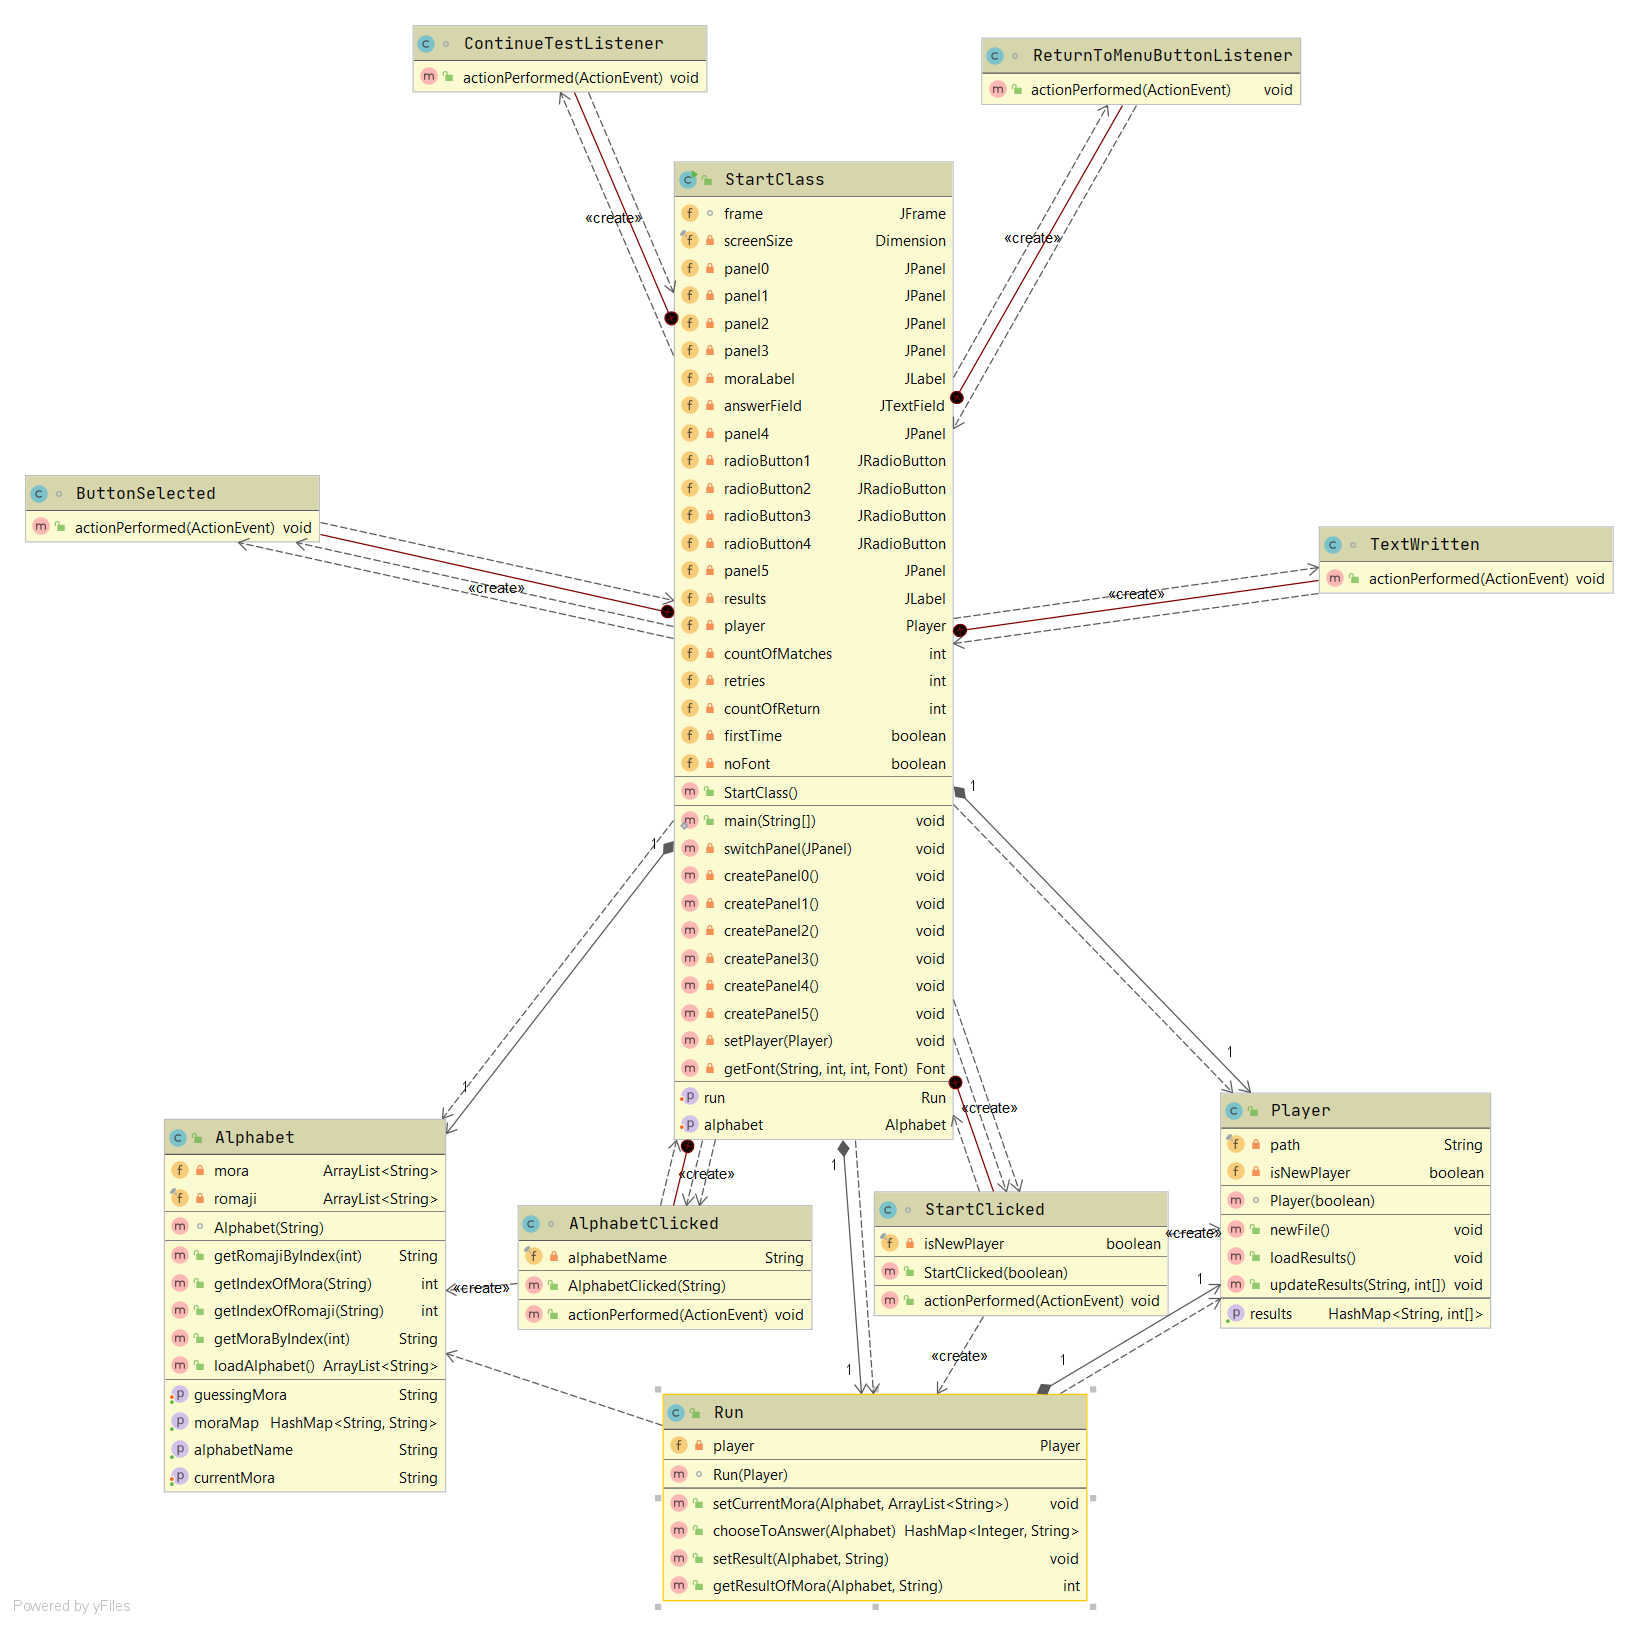 ContinueTestListener
actionPerformed(ActionEvent) void
ReturnToMenuButtonListener
actionPerformed(ActionEvent) void
«create»
«create»
StartClass
frame JFrame
screenSize Dimension
panel0 JPanel
panel1 JPanel
panel2 JPanel
panel3 JPanel
moraLabel JLabel
answerField JTextField
panel4 JPanel
radioButton1 JRadioButton
radioButton2 JRadioButton
radioButton3 JRadioButton
radioButton4 JRadioButton
panel5 JPanel
results JLabel
player Player
countOfMatches int
retries int
countOfReturn int
firstTime boolean
noFont boolean
StartClass()
main(String[]) void
switchPanel(JPanel) void
createPanel0() void
createPanel1() void
createPanel2() void
createPanel3() void
createPanel4() void
createPanel5() void
setPlayer(Player) void
getFont(String, int, int, Font) Font
run Run
alphabet Alphabet
ButtonSelected
actionPerformed(ActionEvent) void
«create»
TextWritten
actionPerformed(ActionEvent) void
«create»
1
1
1
1
«create»
«create»
1
1
Alphabet
mora ArrayList<String>
romaji ArrayList<String>
Alphabet(String)
getRomajiByIndex(int) String
getIndexOfMora(String) int
getIndexOfRomaji(String) int
getMoraByIndex(int) String
loadAlphabet() ArrayList<String>
guessingMora String
moraMap HashMap<String, String>
alphabetName String
currentMora String
«create»
AlphabetClicked
alphabetName String
AlphabetClicked(String)
actionPerformed(ActionEvent) void
StartClicked
isNewPlayer boolean
StartClicked(boolean)
actionPerformed(ActionEvent) void
«create»
«create»
Player
path String
isNewPlayer boolean
Player(boolean)
newFile() void
loadResults() void
updateResults(String, int[]) void
results HashMap<String, int[]>
1
1
Run
player Player
Run(Player)
setCurrentMora(Alphabet, ArrayList<String>) void
chooseToAnswer(Alphabet) HashMap<Integer, String>
setResult(Alphabet, String) void
getResultOfMora(Alphabet, String) int
Powered by yFiles